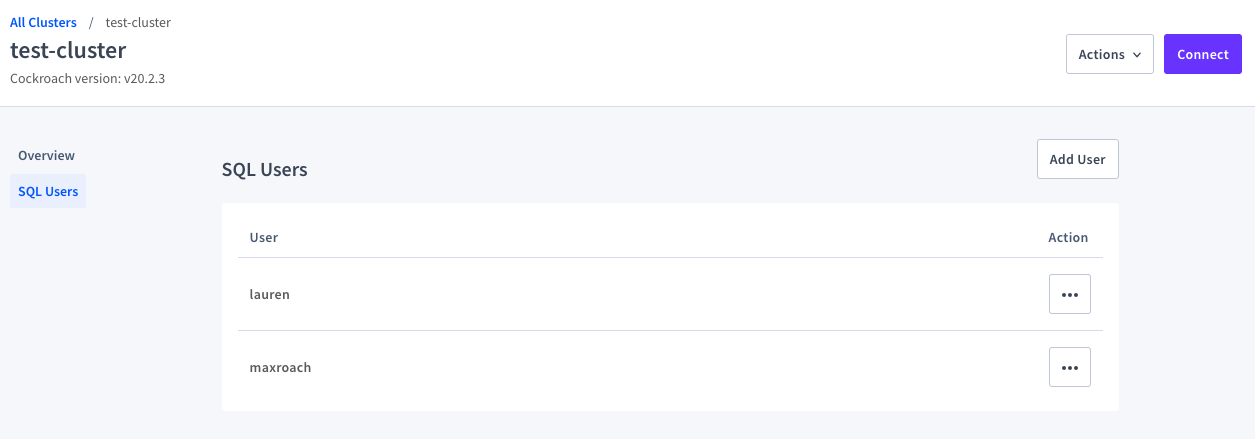 All Clusters / test-cluster
test-cluster
Cockroach version: v20.2.3
Actions
Connect
Overview
SQL Users
SQL Users
Add User
User Action
lauren
maxroach